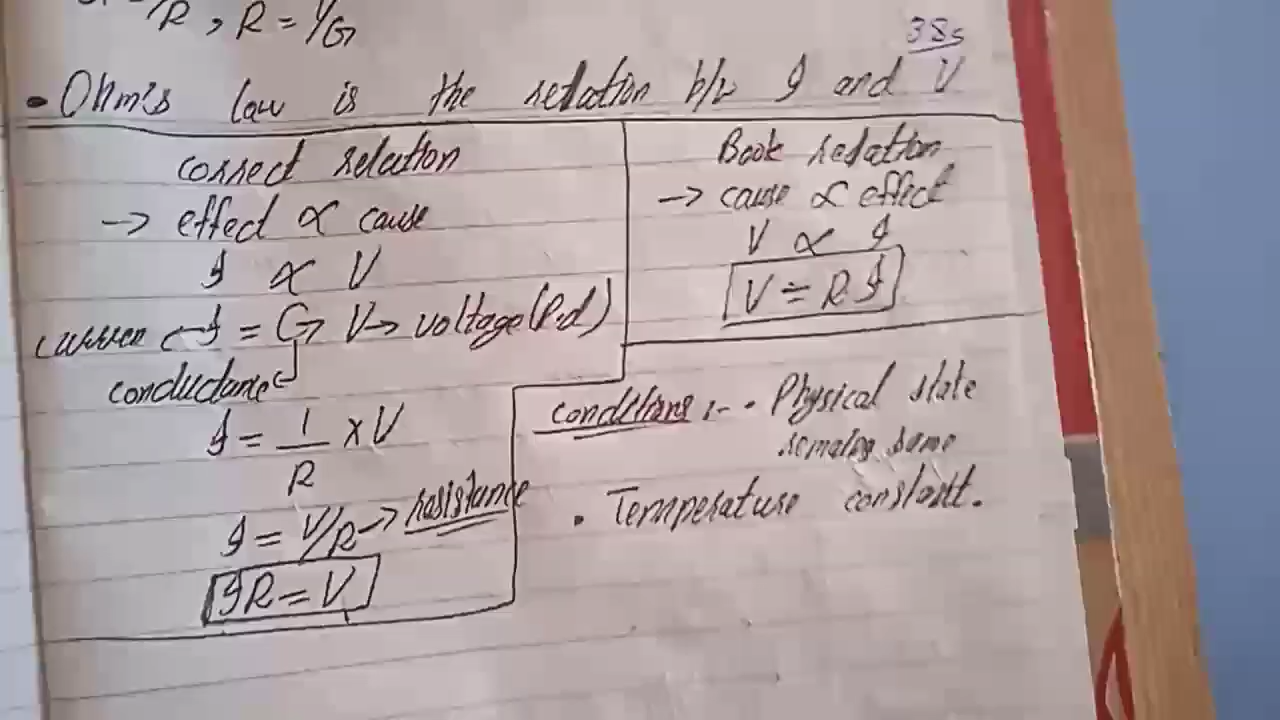 /R , R = 1/G
38s
• Ohm's law is the relation b/w I and V
correct relation
→ effect ∝ cause
I ∝ V
curren ← I = G V → voltage(P.d)
conductance
I = 1/R × V
I = V/R → resistance
IR = V
Book relation
→ cause ∝ effect
V ∝ I
V = RI
conditions :- • Physical state
remains same
• Temperature constant.